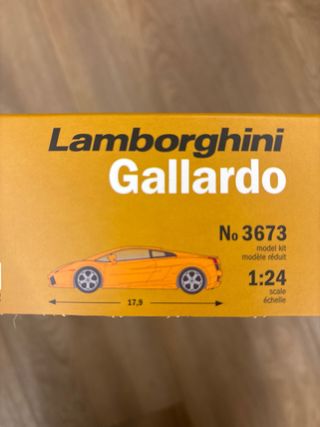 Lamborghini
Gallardo
No 3673
model kit
modèle réduit
1:24
scale
échelle
17,9